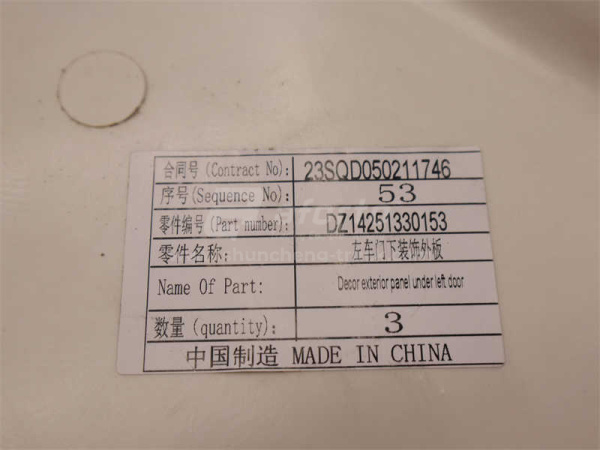 合同号(Contract No): 23SQD050211746
序号(Sequence No): 53
零件编号(Part number): DZ14251330153
零件名称: 左车门下装饰外板
Name Of Part: Decor exterior panel under left door
数量(quantity): 3
中国制造 MADE IN CHINA